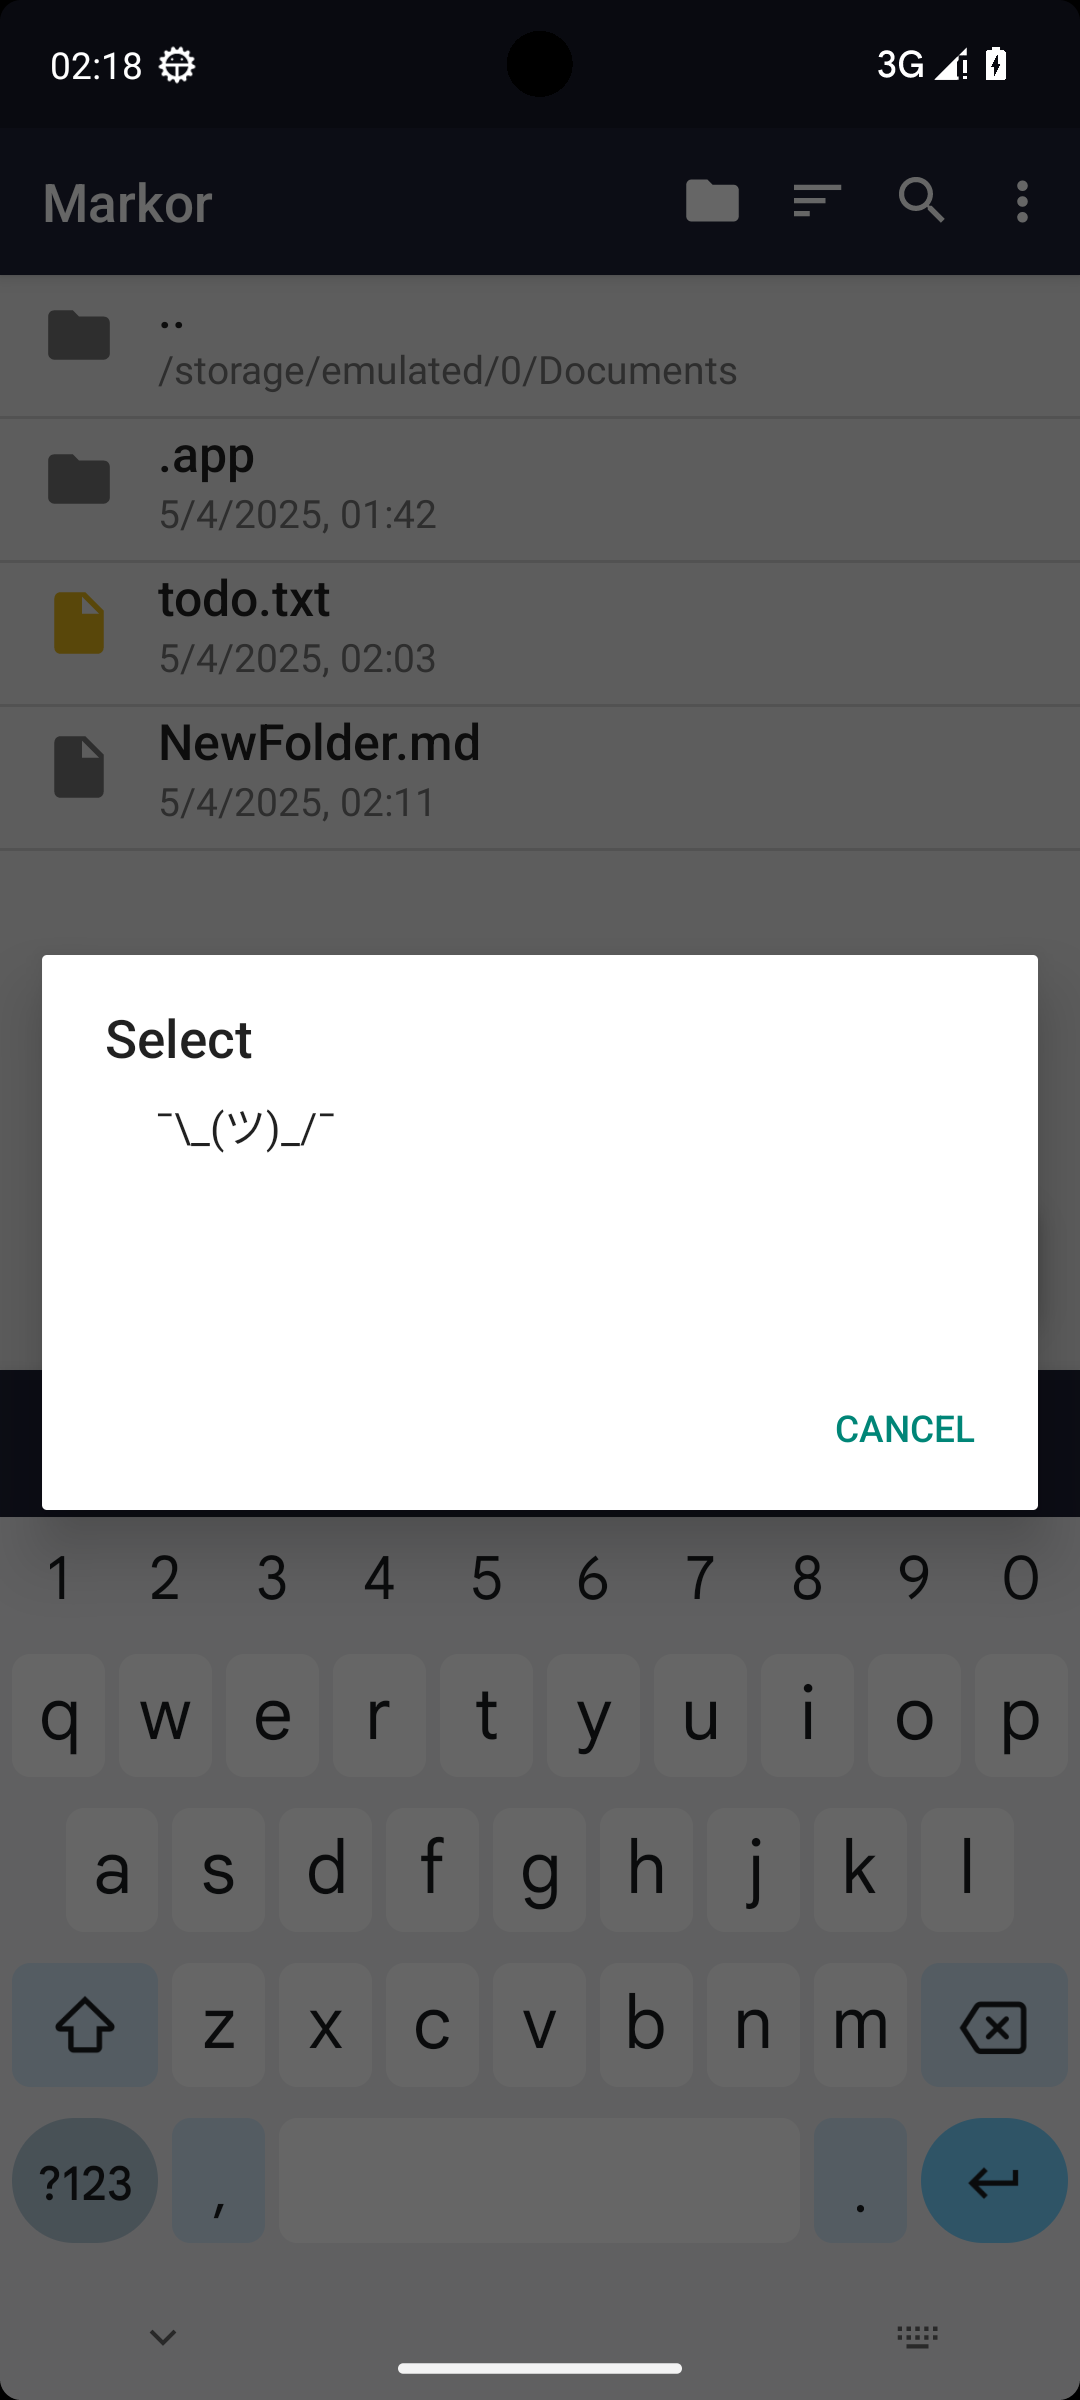 02:18
3G
Markor
..
/storage/emulated/0/Documents
.app
5/4/2025, 01:42
todo.txt
5/4/2025, 02:03
NewFolder.md
5/4/2025, 02:11
Select
¯\_(ツ)_/¯
CANCEL
1 2 3 4 5 6 7 8 9 0
q w e r t y u i o p
a s d f g h j k l
z x c v b n m
?123 , .